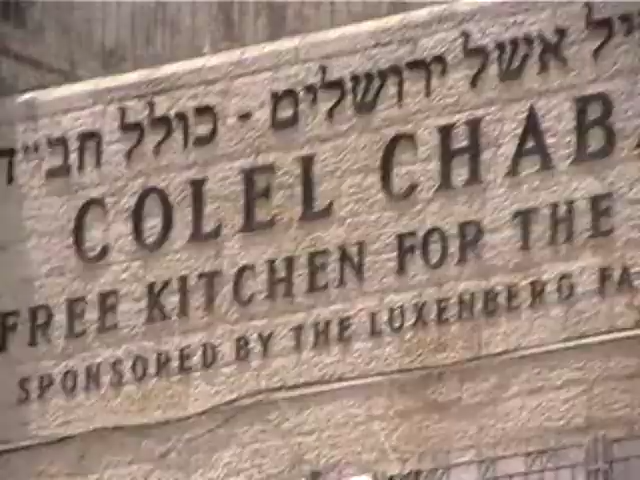 אשל ירושלים - כולל חב״ד
COLEL CHAB
FREE KITCHEN FOR THE
SPONSORED BY THE LUXENBERG FA